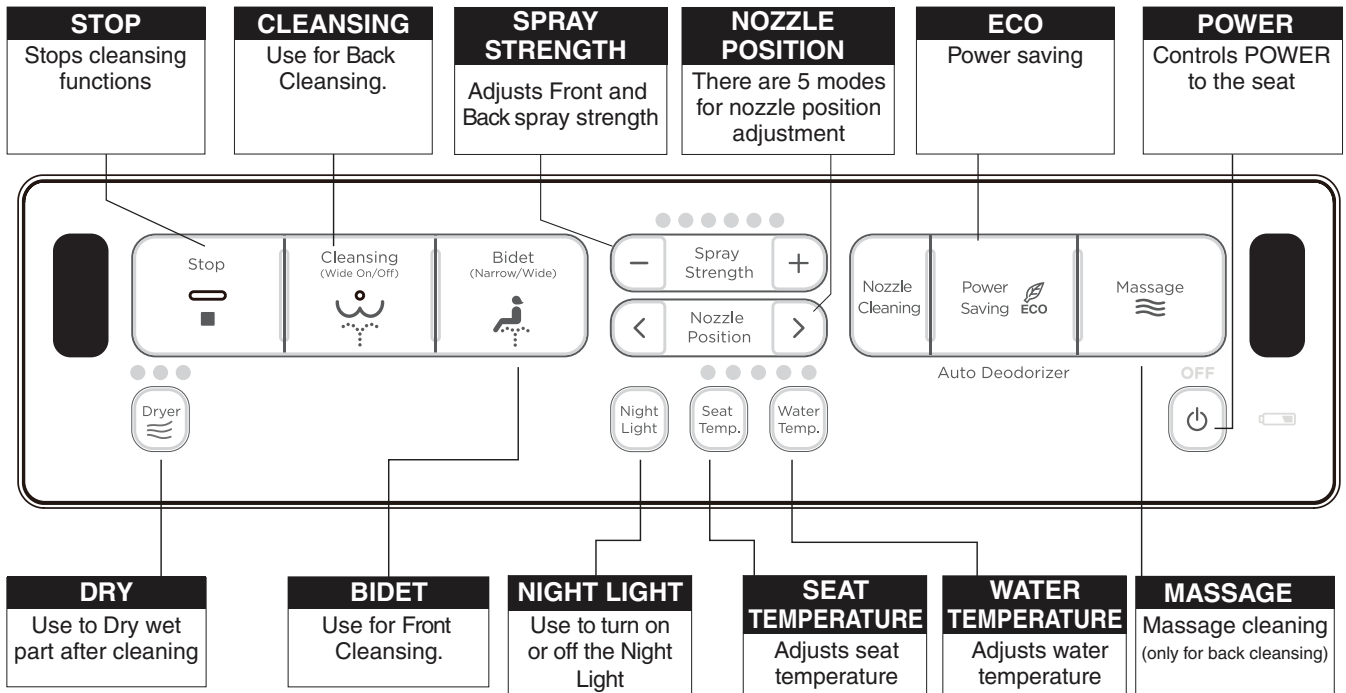 STOP
Stops cleansing
functions
CLEANSING
Use for Back
Cleansing.
SPRAY
STRENGTH
Adjusts Front and
Back spray strength
NOZZLE
POSITION
There are 5 modes
for nozzle position
adjustment
ECO
Power saving
POWER
Controls POWER
to the seat
Stop
Cleansing
(Wide On/Off)
Bidet
(Narrow/Wide)
Spray
Strength
Nozzle
Position
Nozzle
Cleaning
Power
Saving
ECO
Massage
Auto Deodorizer
OFF
Dryer
Night
Light
Seat
Temp.
Water
Temp.
DRY
Use to Dry wet
part after cleaning
BIDET
Use for Front
Cleansing.
NIGHT LIGHT
Use to turn on
or off the Night
Light
SEAT
TEMPERATURE
Adjusts seat
temperature
WATER
TEMPERATURE
Adjusts water
temperature
MASSAGE
Massage cleaning
(only for back cleansing)